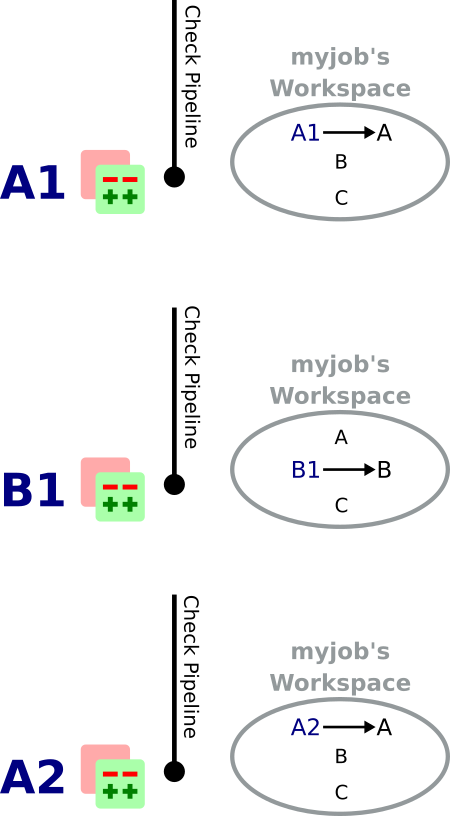 Check Pipeline
myjob's
Workspace
A1 A
B
C
A1
-- --
++
Check Pipeline
myjob's
Workspace
A
B1 B
C
B1
-- --
++
Check Pipeline
myjob's
Workspace
A2 A
B
C
A2
-- --
++